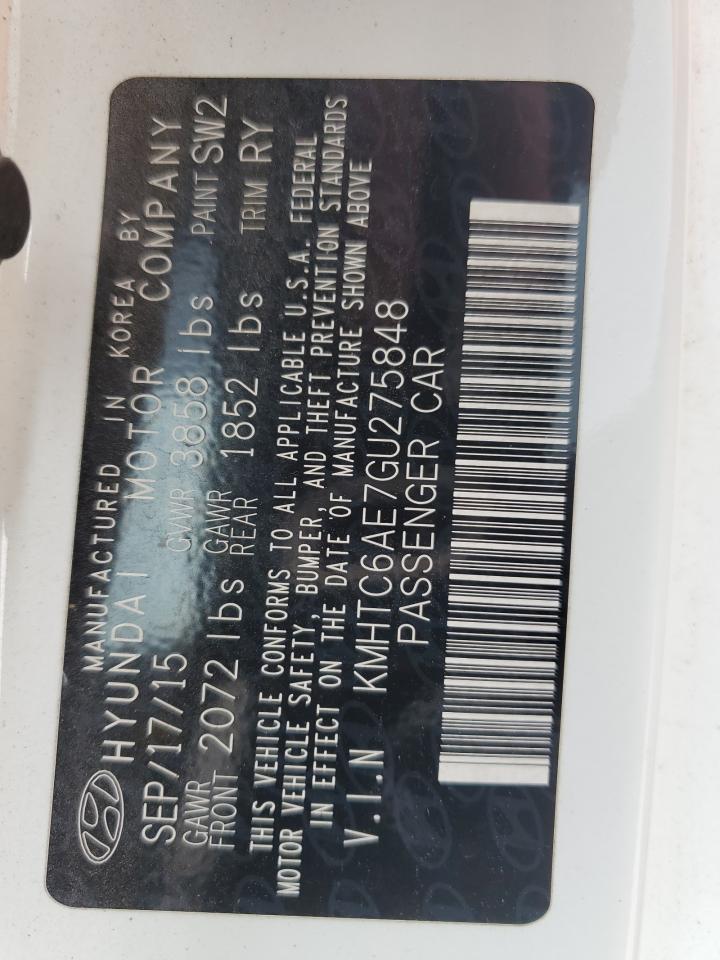 MANUFACTURED IN KOREA BY
HYUNDAI MOTOR COMPANY
SEP/17/15 GVWR 3858 lbs PAINT SW2
GAWR FRONT 2072 lbs GAWR REAR 1852 lbs TRIM RY
THIS VEHICLE CONFORMS TO ALL APPLICABLE U.S.A. FEDERAL
MOTOR VEHICLE SAFETY, BUMPER, AND THEFT PREVENTION STANDARDS
IN EFFECT ON THE DATE OF MANUFACTURE SHOWN ABOVE
V.I.N KMHTC6AE7GU275848
PASSENGER CAR